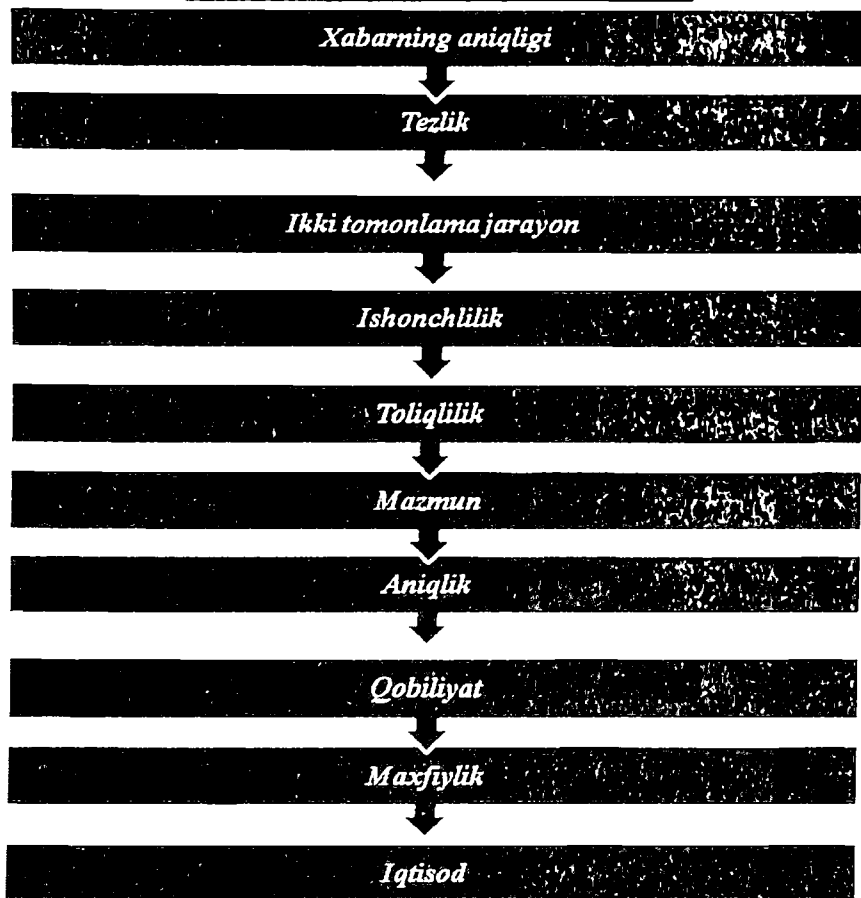 Xabarning aniqligi
Tezlik
Ikki tomonlama jarayon
Ishonchlilik
Toliqlilik
Mazmun
Aniqlik
Qobiliyat
Maxfiylik
Iqtisod